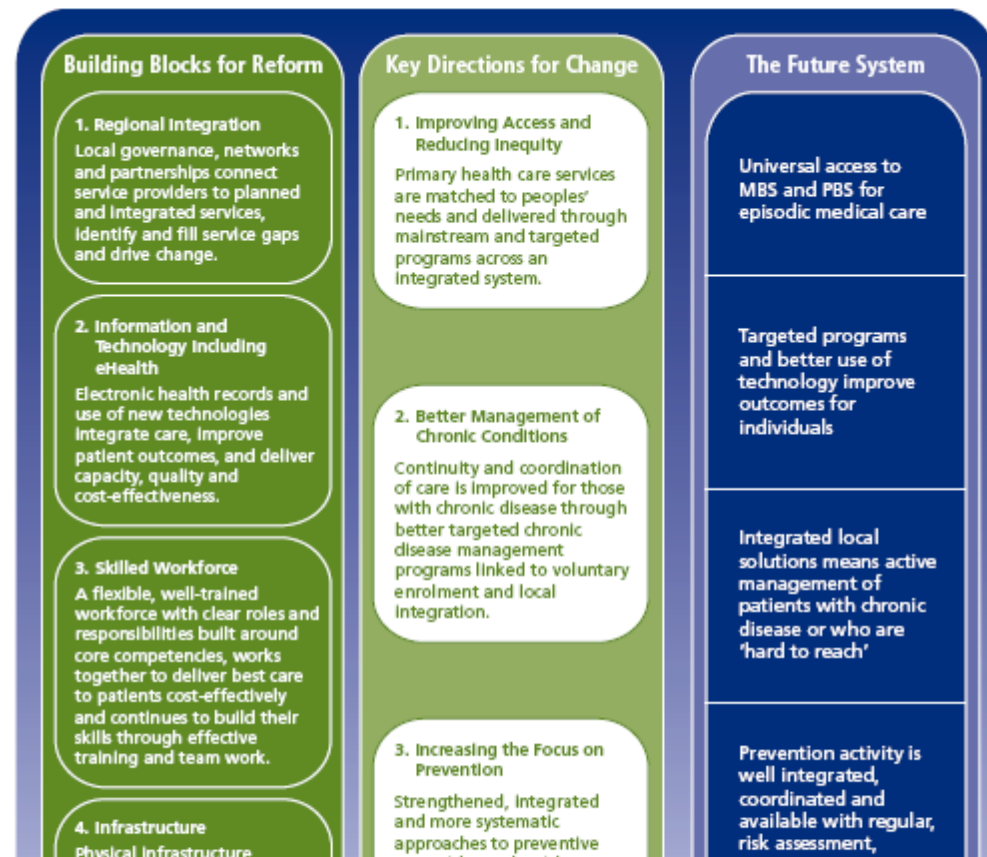 Building Blocks for Reform
1. Regional Integration
Local governance, networks
and partnerships connect
service providers to planned
and integrated services,
identify and fill service gaps
and drive change.
2. Information and
Technology Including
eHealth
Electronic health records and
use of new technologies
integrate care, improve
patient outcomes, and deliver
capacity, quality and
cost-effectiveness.
3. Skilled Workforce
A flexible, well-trained
workforce with clear roles and
responsibilities built around
core competencies, works
together to deliver best care
to patients cost-effectively
and continues to build their
skills through effective
training and team work.
4. Infrastructure
Physical infrastructure
Key Directions for Change
1. Improving Access and
Reducing Inequity
Primary health care services
are matched to peoples'
needs and delivered through
mainstream and targeted
programs across an
integrated system.
2. Better Management of
Chronic Conditions
Continuity and coordination
of care is improved for those
with chronic disease through
better targeted chronic
disease management
programs linked to voluntary
enrolment and local
integration.
3. Increasing the Focus on
Prevention
Strengthened, integrated
and more systematic
approaches to preventive
The Future System
Universal access to
MBS and PBS for
episodic medical care
Targeted programs
and better use of
technology improve
outcomes for
individuals
Integrated local
solutions means active
management of
patients with chronic
disease or who are
'hard to reach'
Prevention activity is
well integrated,
coordinated and
available with regular,
risk assessment,